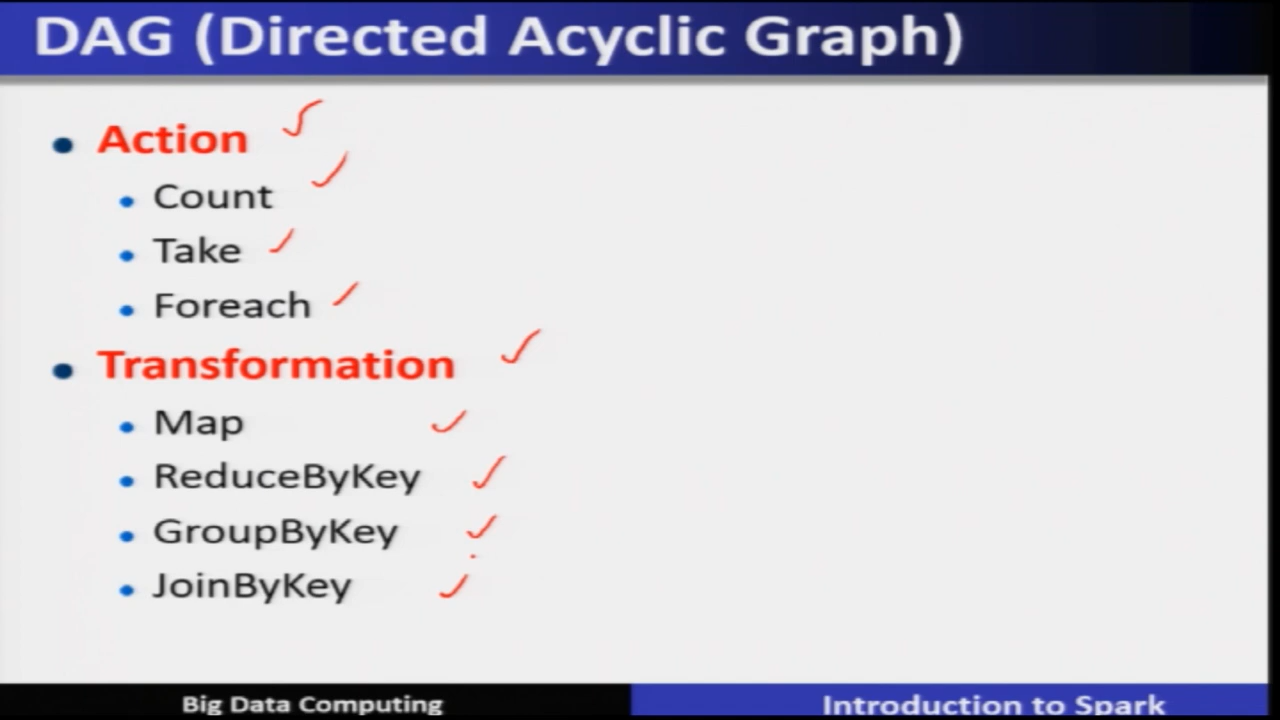 DAG (Directed Acyclic Graph)
Action
Count
Take
Foreach
Transformation
Map
ReduceByKey
GroupByKey
JoinByKey
Big Data Computing
Introduction to Spark